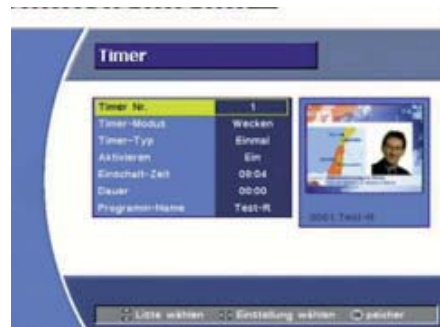 Timer
Timer Nr. 1
Timer-Modus Wecken
Timer-Typ Einmal
Aktivieren Ein
Einschalt-Zeit 09:04
Dauer 00:00
Programm-Name Test-R
0001 Test-R
Liste wählen Einstellung wählen Speicher